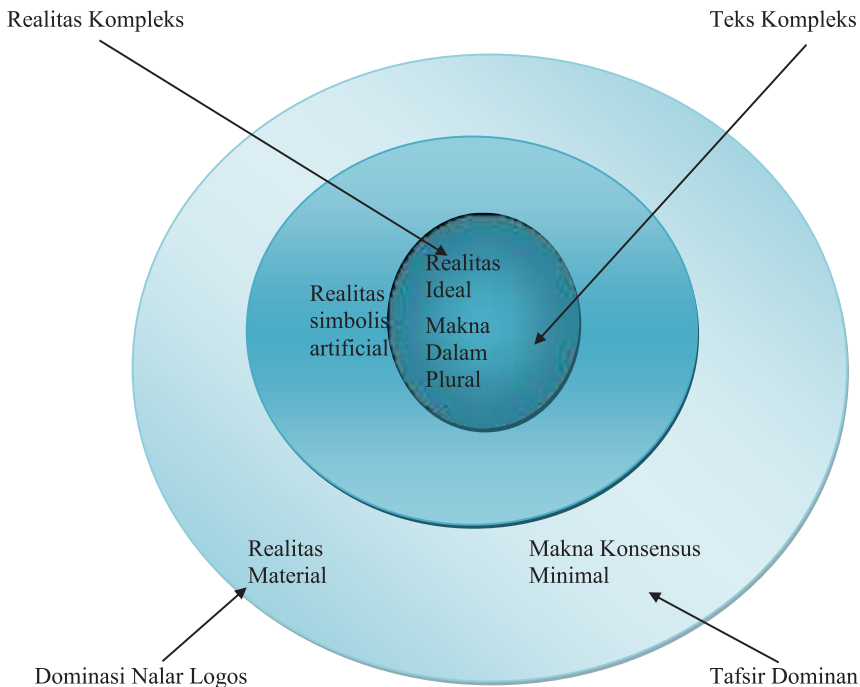 Realitas Kompleks
Teks Kompleks
Realitas
Ideal
Realitas
simbolis
artificial
Makna
Dalam
Plural
Realitas
Material
Makna Konsensus
Minimal
Dominasi Nalar Logos
Tafsir Dominan